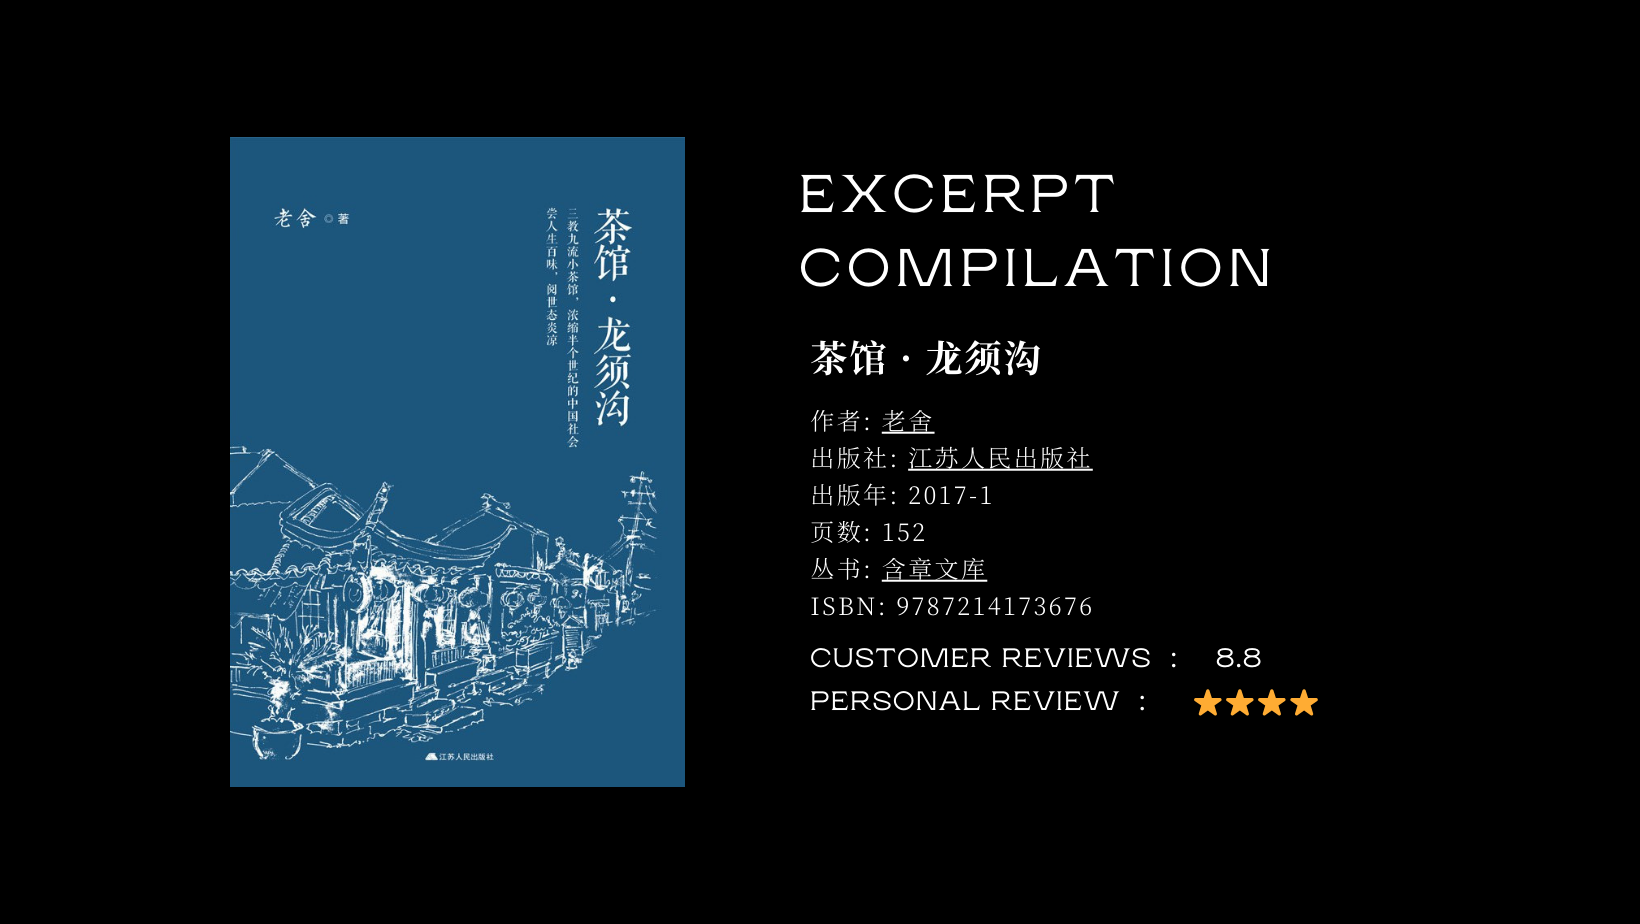 老舍 ◎ 著
茶馆·龙须沟
三教九流小茶馆,浓缩半个世纪的中国社会
尝人生百味,阅世态炎凉
江苏人民出版社
EXCERPT
COMPILATION
茶馆·龙须沟
作者: 老舍
出版社: 江苏人民出版社
出版年: 2017-1
页数: 152
丛书: 含章文库
ISBN: 9787214173676
CUSTOMER REVIEWS : 8.8
PERSONAL REVIEW :